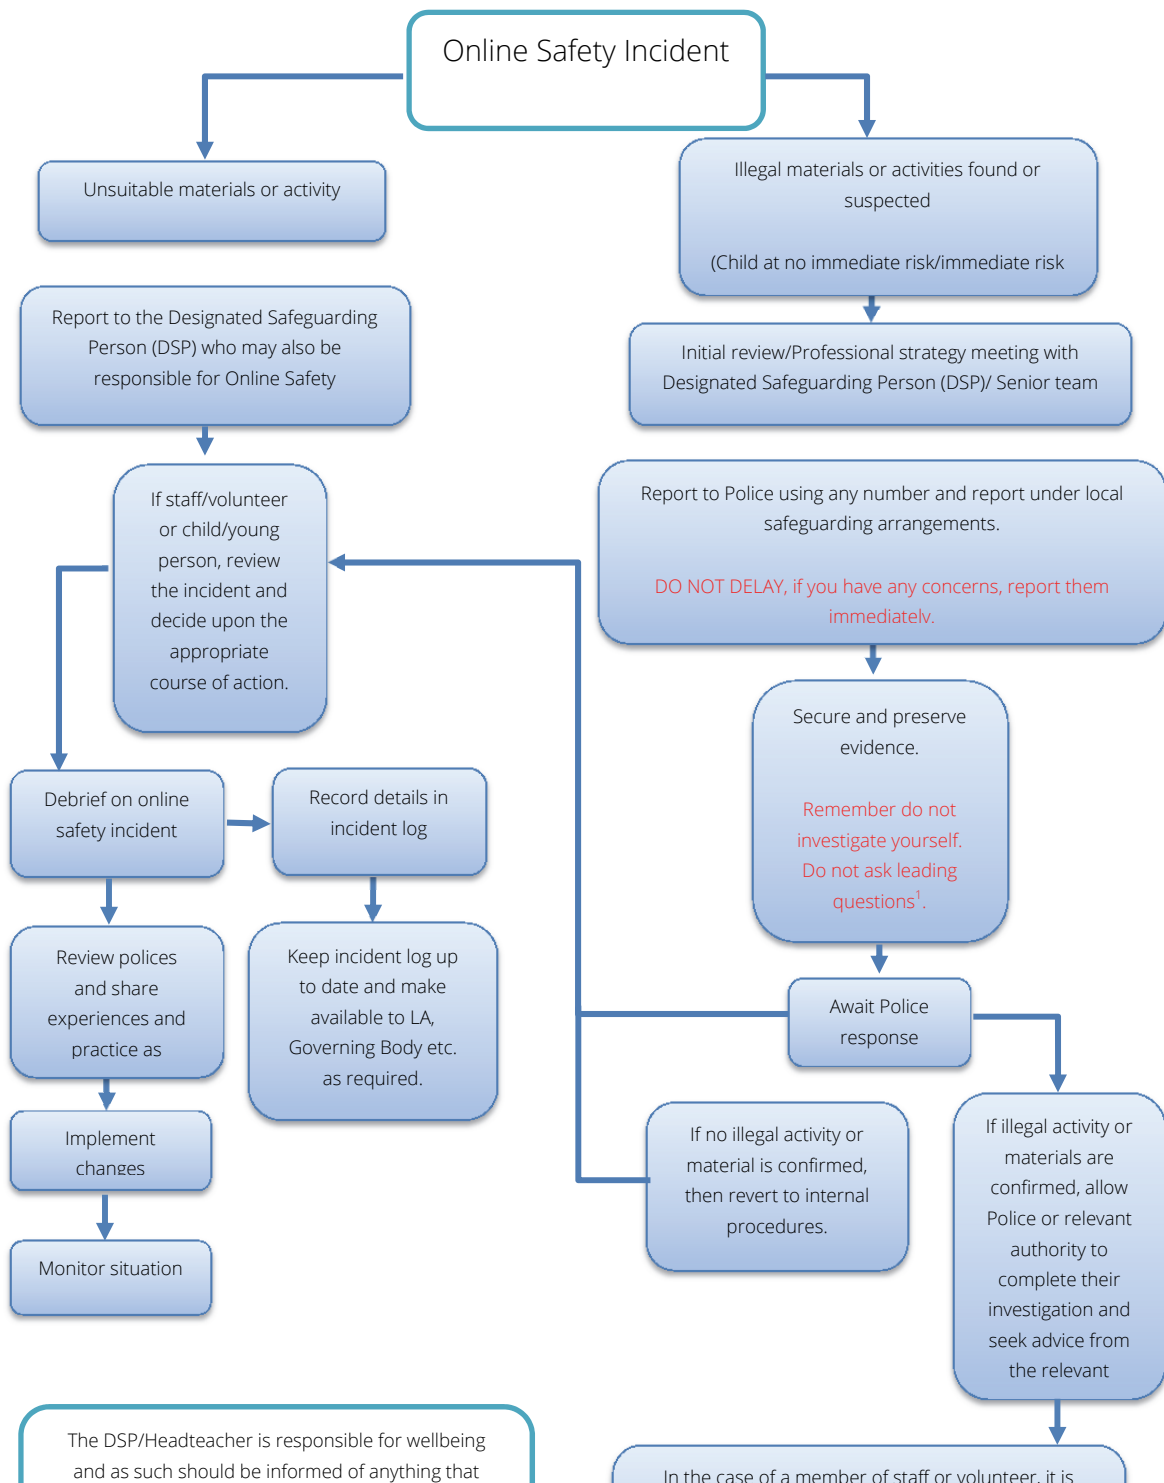 Online Safety Incident
Unsuitable materials or activity
Illegal materials or activities found or
suspected
(Child at no immediate risk/immediate risk
Report to the Designated Safeguarding
Person (DSP) who may also be
responsible for Online Safety
Initial review/Professional strategy meeting with
Designated Safeguarding Person (DSP)/ Senior team
If staff/volunteer
or child/young
person, review
the incident and
decide upon the
appropriate
course of action.
Report to Police using any number and report under local
safeguarding arrangements.
DO NOT DELAY, if you have any concerns, report them
immediately.
Secure and preserve
evidence.
Remember do not
investigate yourself.
Do not ask leading
questions¹.
Debrief on online
safety incident
Record details in
incident log
Review polices
and share
experiences and
practice as
Keep incident log up
to date and make
available to LA,
Governing Body etc.
as required.
Await Police
response
Implement
changes
If no illegal activity or
material is confirmed,
then revert to internal
procedures.
If illegal activity or
materials are
confirmed, allow
Police or relevant
authority to
complete their
investigation and
seek advice from
the relevant
Monitor situation
The DSP/Headteacher is responsible for wellbeing
and as such should be informed of anything that
In the case of a member of staff or volunteer, it is